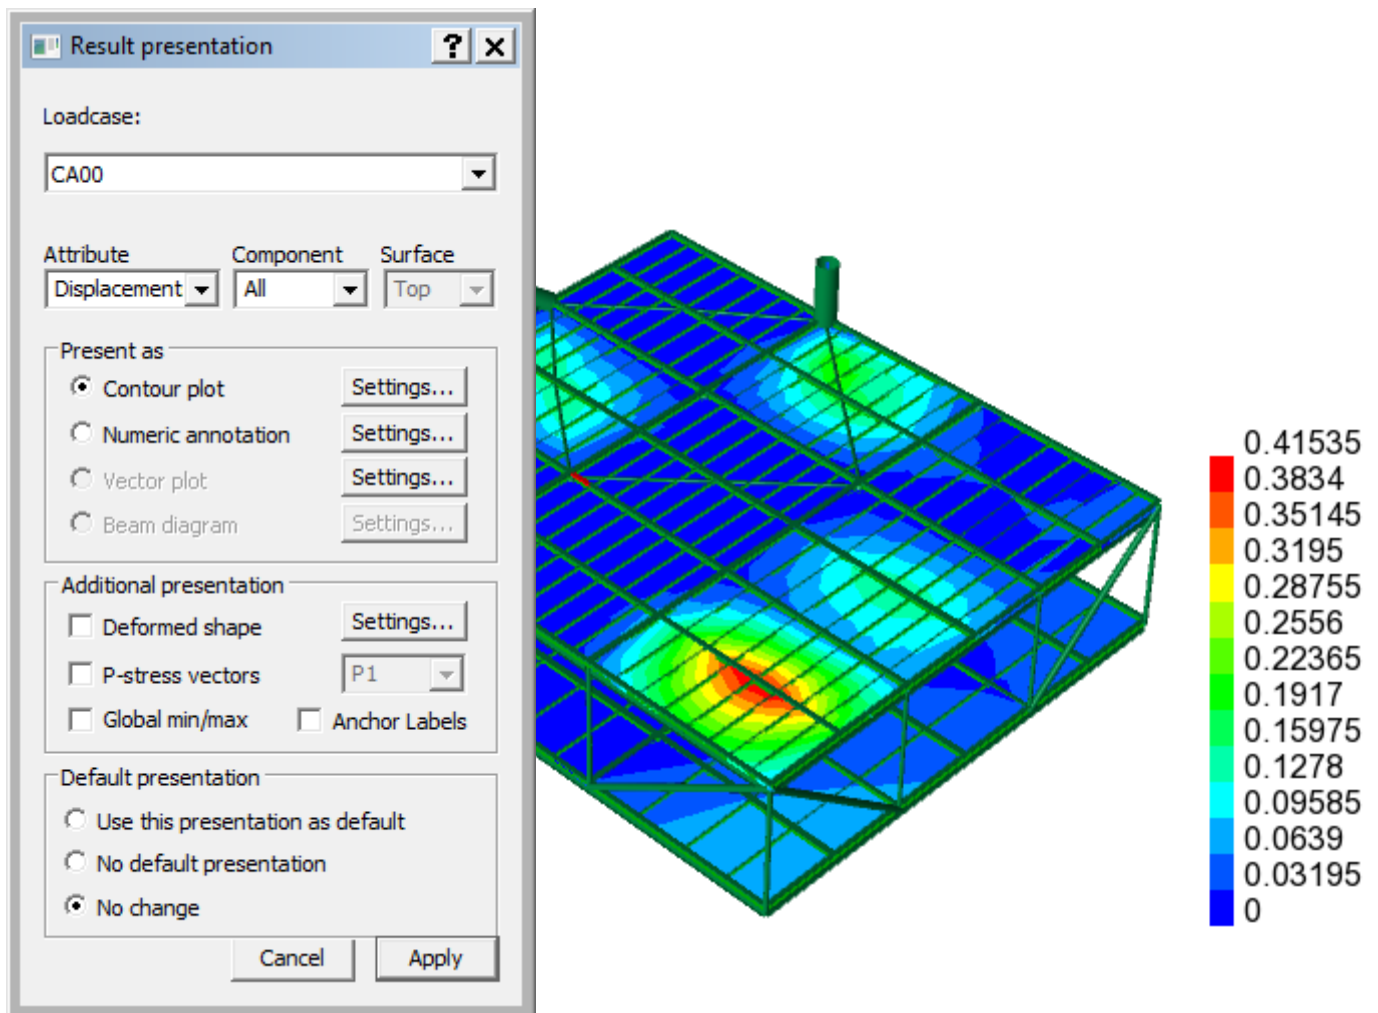 Result presentation
Loadcase:
CA00
Attribute Component Surface
Displacement All Top
Present as
Contour plot Settings...
Numeric annotation Settings...
Vector plot Settings...
Beam diagram Settings...
Additional presentation
Deformed shape Settings...
P-stress vectors P1
Global min/max Anchor Labels
Default presentation
Use this presentation as default
No default presentation
No change
Cancel Apply
0.41535
0.3834
0.35145
0.3195
0.28755
0.2556
0.22365
0.1917
0.15975
0.1278
0.09585
0.0639
0.03195
0